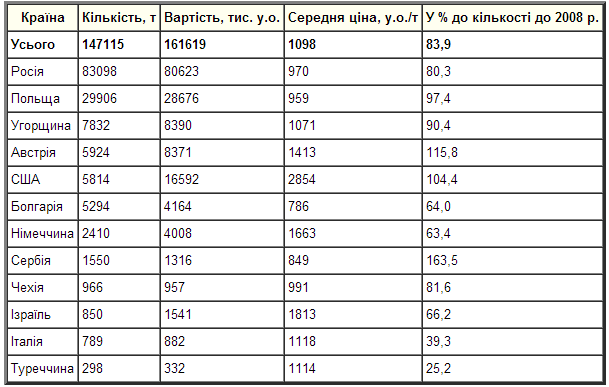 Країна Кількість, т Вартість, тис. у.о. Середня ціна, у.о./т У % до кількості до 2008 р.
Усього 147115 161619 1098 83,9
Росія 83098 80623 970 80,3
Польща 29906 28676 959 97,4
Угорщина 7832 8390 1071 90,4
Австрія 5924 8371 1413 115,8
США 5814 16592 2854 104,4
Болгарія 5294 4164 786 64,0
Німеччина 2410 4008 1663 63,4
Сербія 1550 1316 849 163,5
Чехія 966 957 991 81,6
Ізраїль 850 1541 1813 66,2
Італія 789 882 1118 39,3
Туреччина 298 332 1114 25,2